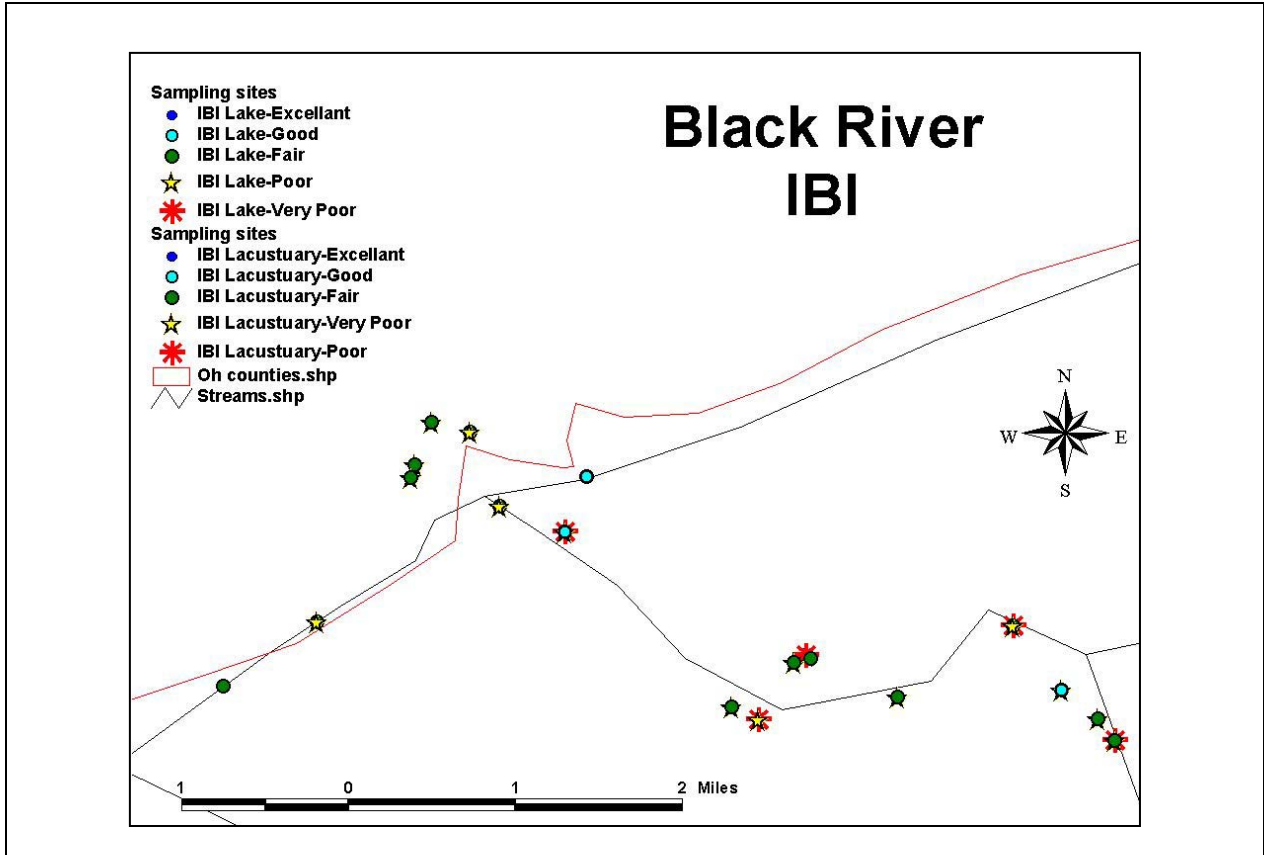 Sampling sites
IBI Lake-Excellant
IBI Lake-Good
IBI Lake-Fair
IBI Lake-Poor
IBI Lake-Very Poor
Sampling sites
IBI Lacustuary-Excellant
IBI Lacustuary-Good
IBI Lacustuary-Fair
IBI Lacustuary-Very Poor
IBI Lacustuary-Poor
Oh counties.shp
Streams.shp
Black River
IBI
N
W E
S
1 0 1 2 Miles